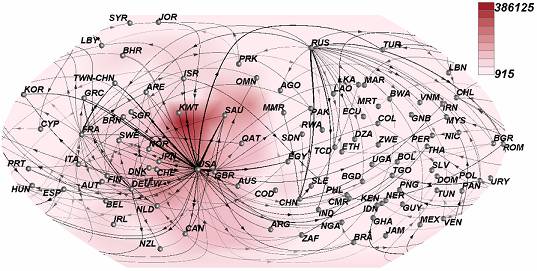 386125
915
SYR
JOR
LBY
BHR
RUS
TUR
PRK
LBN
KOR
TWN-CHN
GRC
ARE
ISR
OMN
AGO
LKA
MAR
LAO
CHL
BRN
SGP
KWT
SAU
MMR
PAK
ECU
MRT
BWA
VNM
IRN
MYS
CYP
FRA
SWE
NOR
QAT
SDN
RWA
DZA
ZWE
COL
GNB
PER
NIC
THA
BGR
ROM
PRT
ITA
JPN
USA
EGY
TCD
ETH
UGA
BOL
SLV
HUN
ESP
AUT
FIN
DNK
CHE
DEU
GBR
AUS
COD
SLE
BGD
TGO
PNG
DOM
POL
PAN
URY
BEL
NLD
PHL
CMR
KEN
NER
IDN
GUY
IRL
NZL
CAN
ARG
ZAF
IND
NGA
BRA
GHA
JAM
MEX
VEN